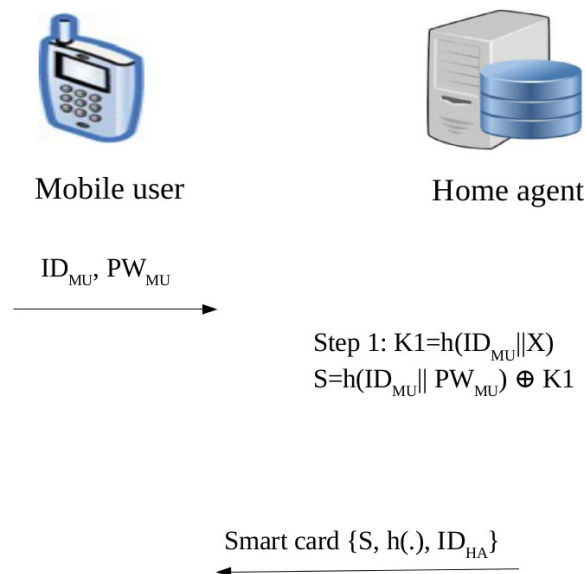 Mobile user
Home agent
ID_MU, PW_MU
Step 1: K1=h(ID_MU||X)
S=h(ID_MU|| PW_MU) ⊕ K1
Smart card {S, h(.), ID_HA}